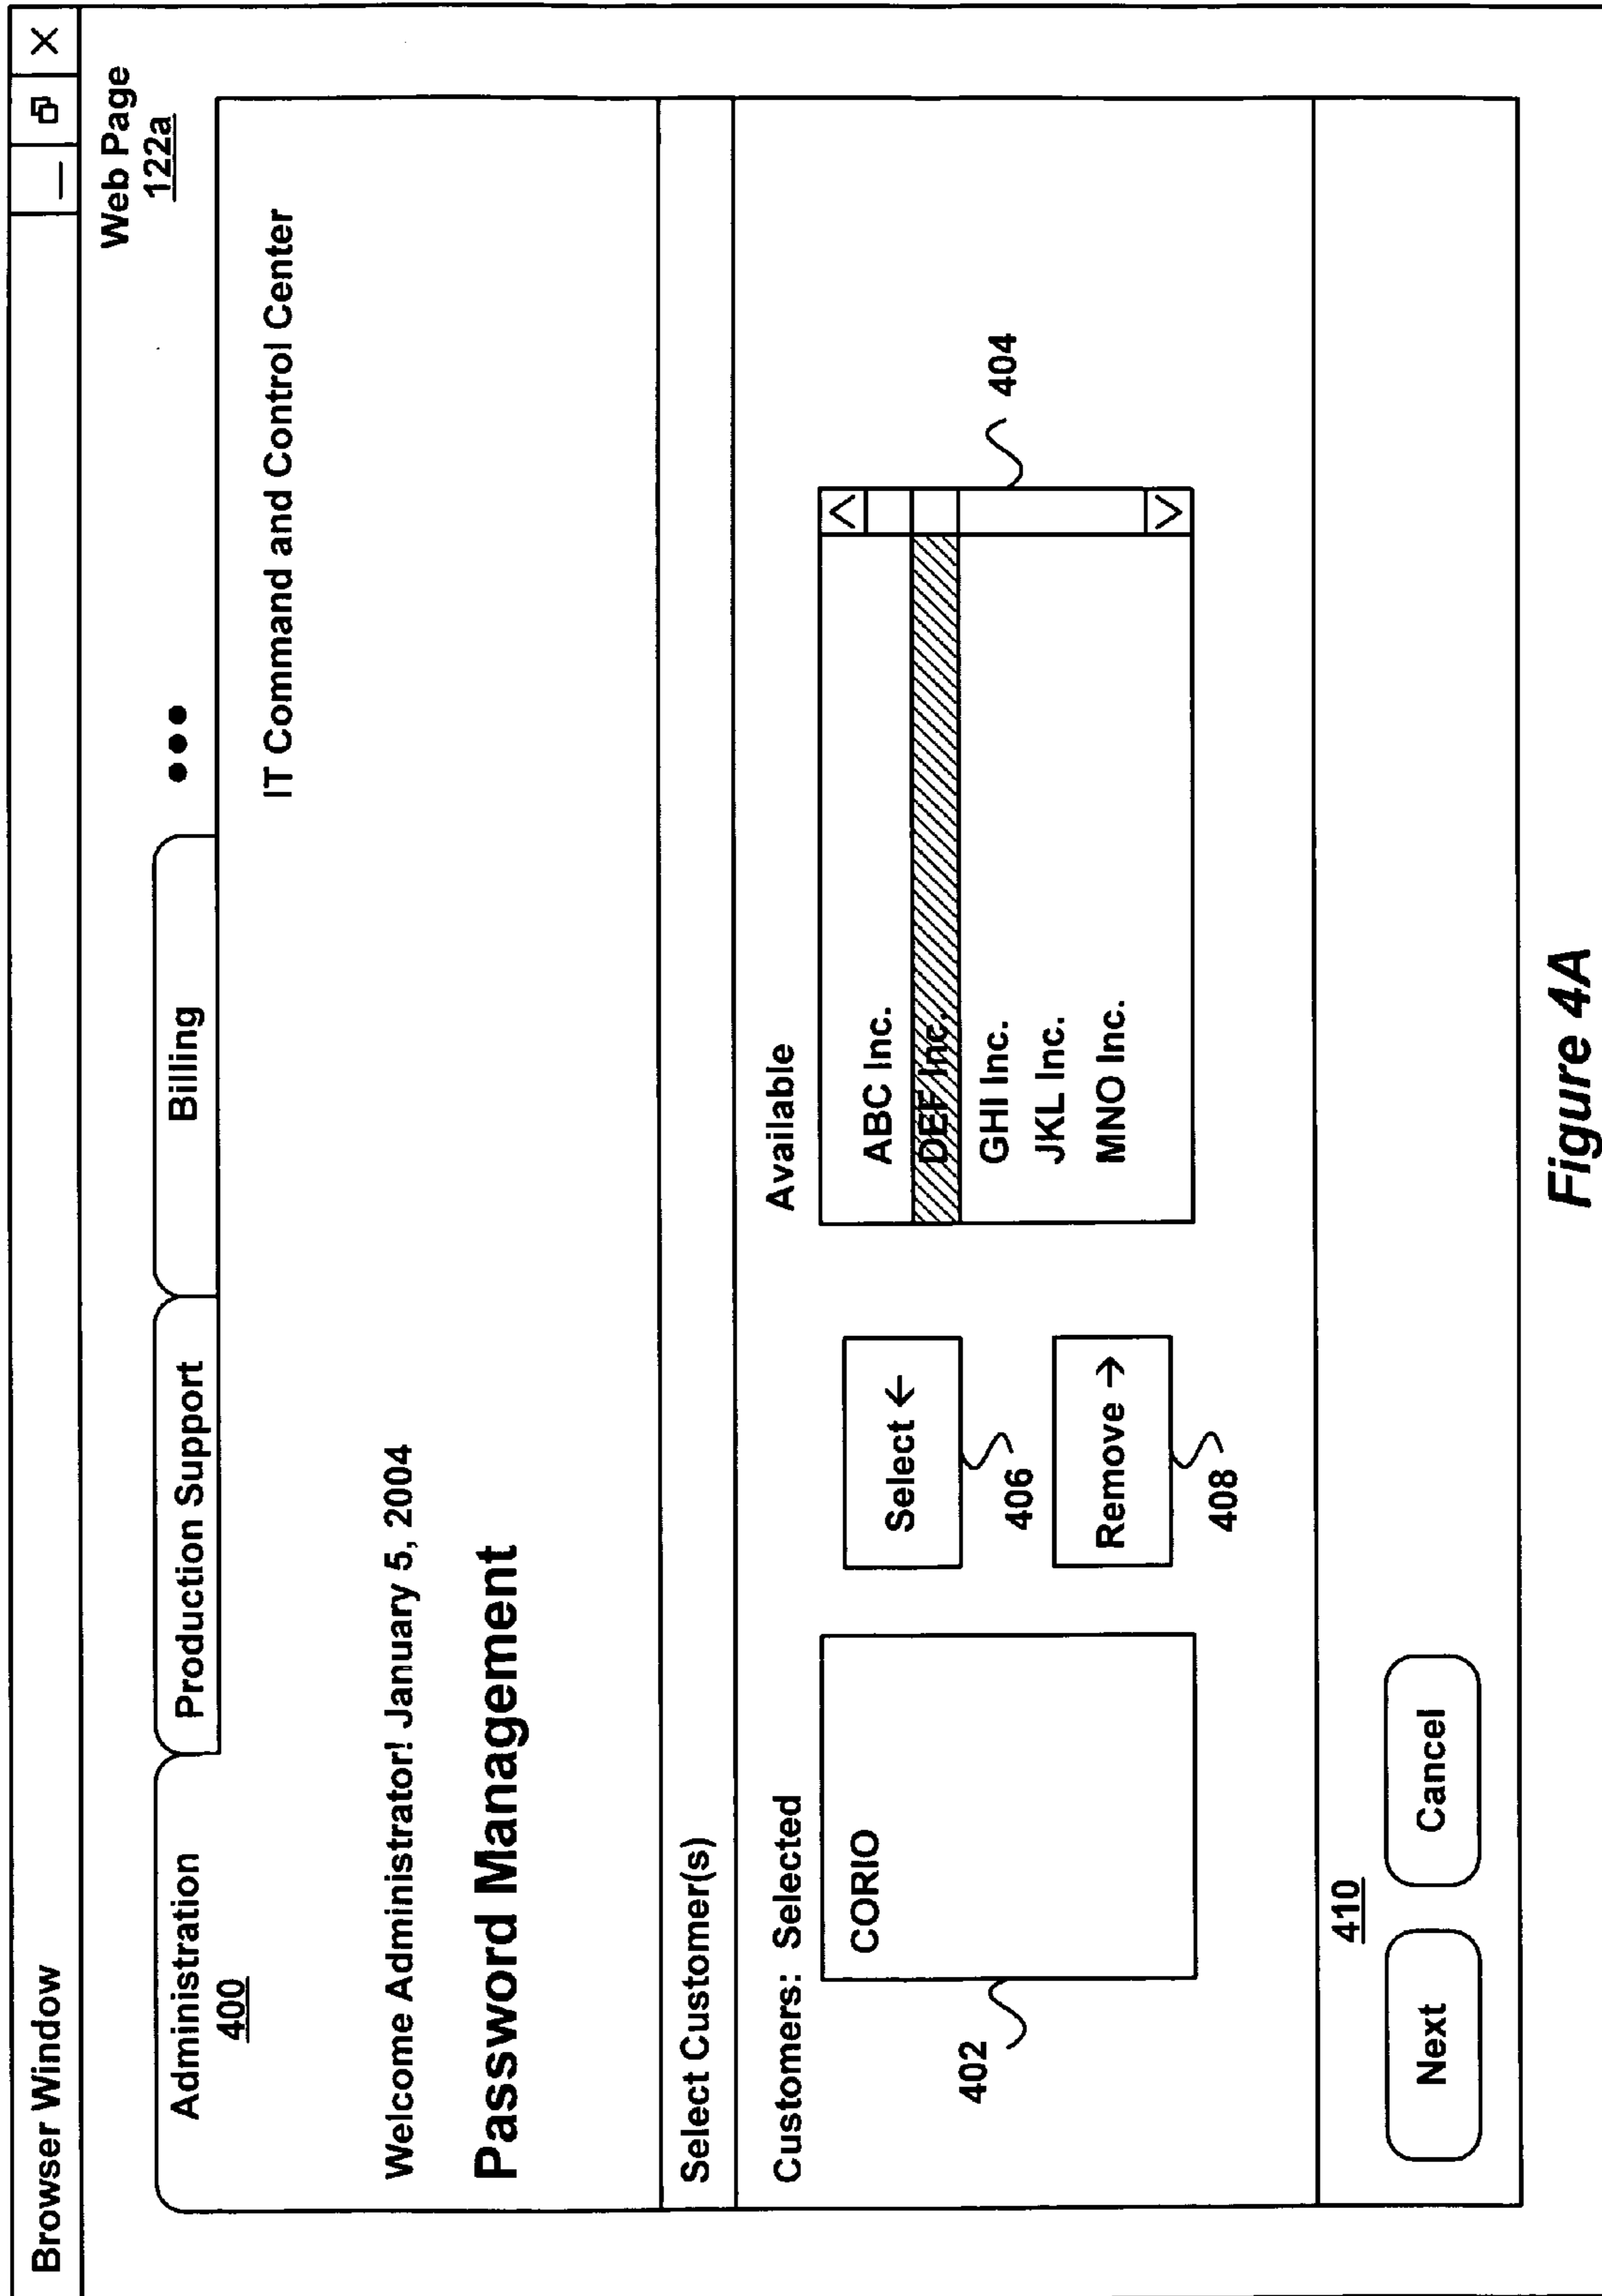 Browser Window
Web Page
122a
Administration
400
Production Support
Billing
•••
IT Command and Control Center
Welcome Administrator! January 5, 2004
Password Management
Select Customer(s)
Customers: Selected
Available
CORIO
402
Select ←
406
Remove →
408
ABC Inc.
DEF Inc.
GHI Inc.
JKL Inc.
MNO Inc.
404
410
Next
Cancel
Figure 4A